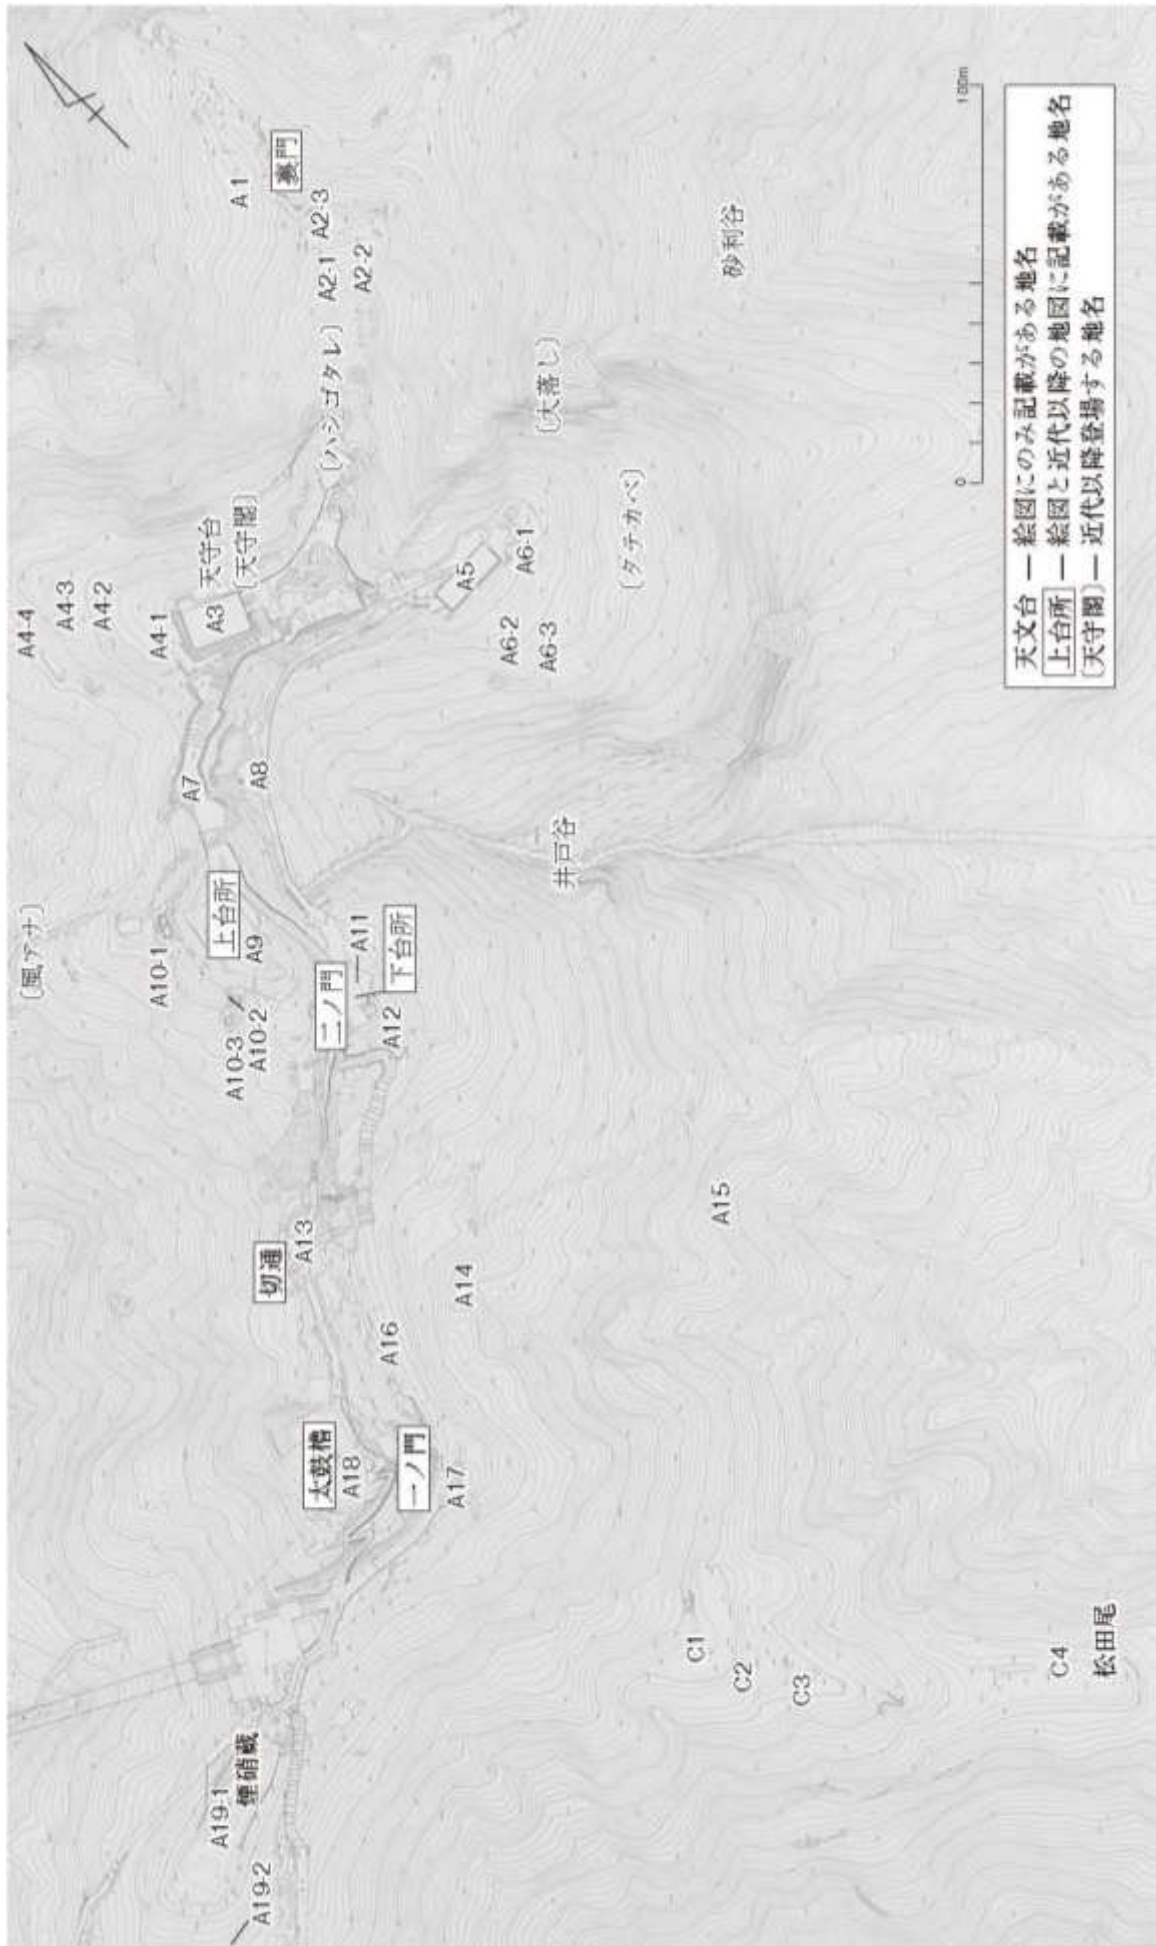 A19-2
A19-1
煙硝蔵
太鼓櫓
A18
一ノ門
A17
A16
切通
A13
A14
A15
C1
C2
C3
C4
松田尾
A10-3
A10-2
A10-1
上台所
A9
二ノ門
A11
下台所
A12
A7
A8
井戸谷
A4-4
A4-3
A4-2
A4-1
A3
天守台
〔天守閣〕
A5
A6-1
A6-2
A6-3
〔ハシゴタレ〕
〔大落し〕
〔タテカベ〕
A1
裏門
A2-3
A2-1
A2-2
砂利谷
0
100m
天文台 ― 絵図にのみ記載がある地名
上台所 ― 絵図と近代以降の地図に記載がある地名
〔天守閣〕― 近代以降登場する地名